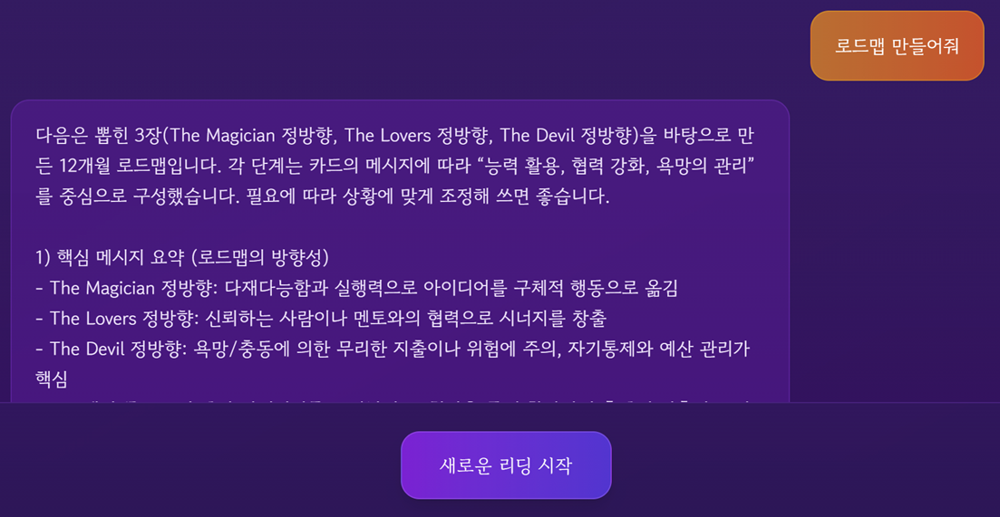 로드맵 만들어줘
다음은 뽑힌 3장(The Magician 정방향, The Lovers 정방향, The Devil 정방향)을 바탕으로 만
든 12개월 로드맵입니다. 각 단계는 카드의 메시지에 따라 “능력 활용, 협력 강화, 욕망의 관리”
를 중심으로 구성했습니다. 필요에 따라 상황에 맞게 조정해 쓰면 좋습니다.
1) 핵심 메시지 요약 (로드맵의 방향성)
- The Magician 정방향: 다재다능함과 실행력으로 아이디어를 구체적 행동으로 옮김
- The Lovers 정방향: 신뢰하는 사람이나 멘토와의 협력으로 시너지를 창출
- The Devil 정방향: 욕망/충동에 의한 무리한 지출이나 위험에 주의, 자기통제와 예산 관리가
핵심
새로운 리딩 시작